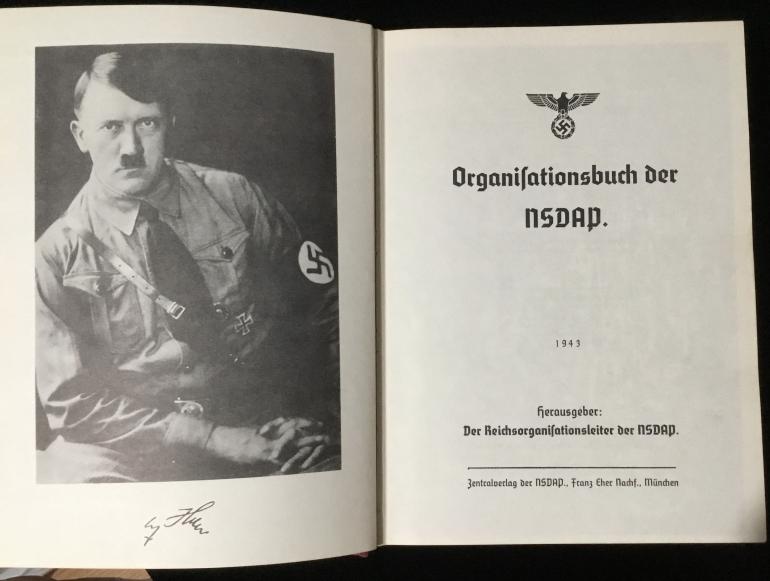 Organiſationsbuch der
NSDAP.
1943
Herausgeber:
Der Reichsorganiſationsleiter der NSDAP.
Zentralverlag der NSDAP., Franz Eher Nachf., München